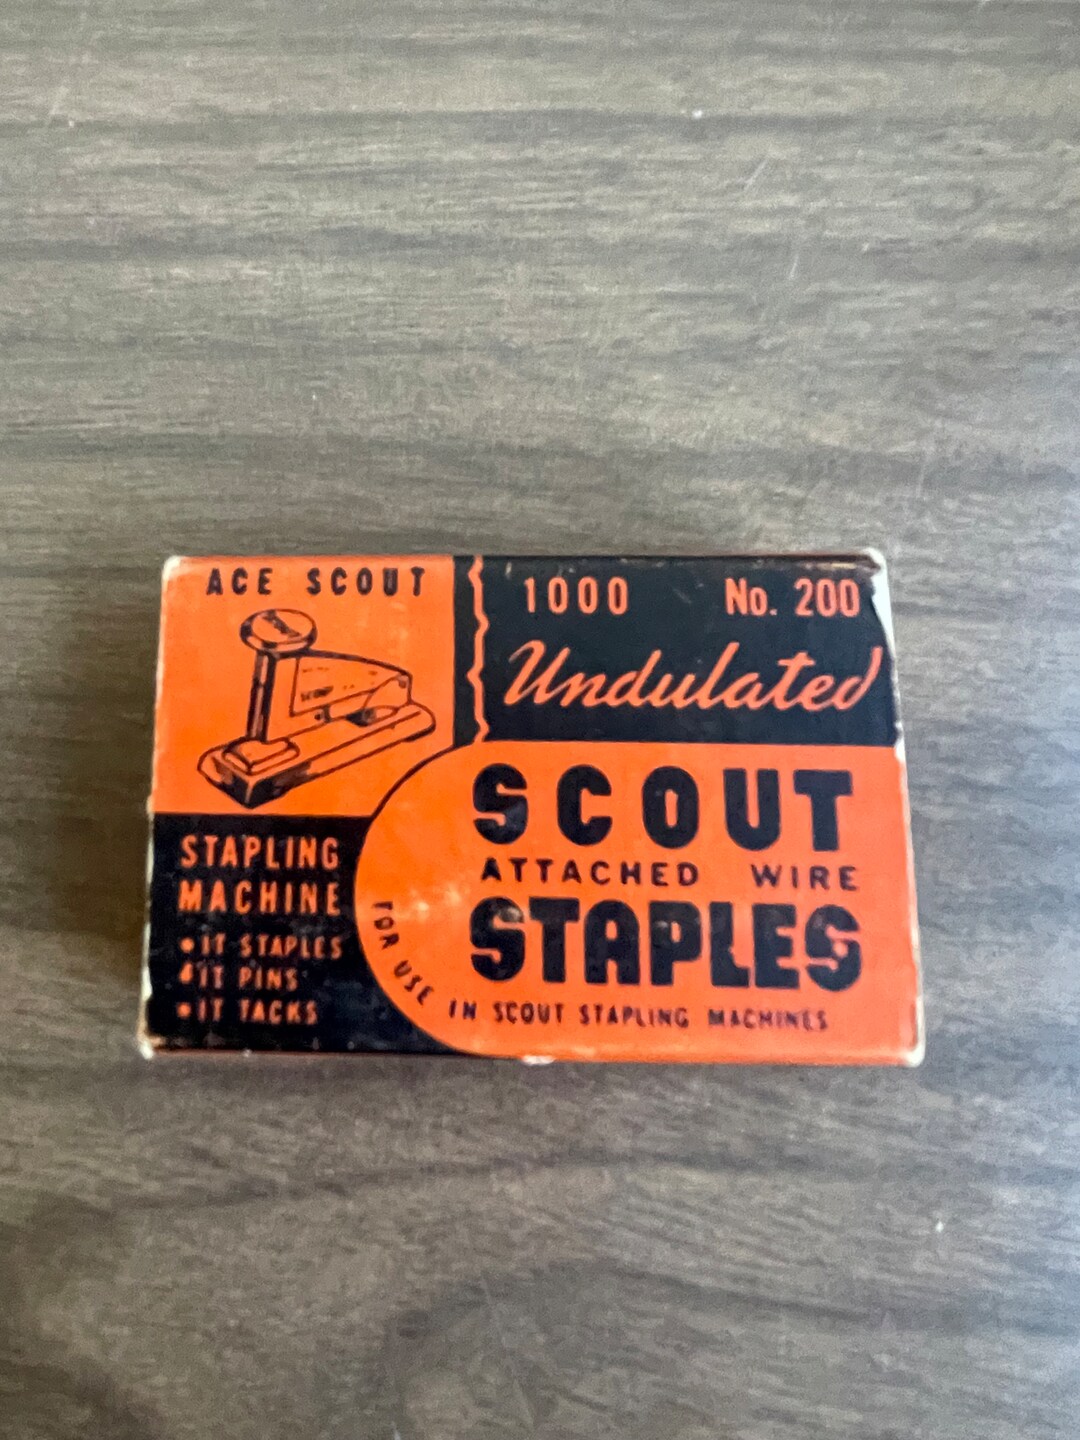 ACE SCOUT
SCOUT
STAPLING
MACHINE
• IT STAPLES
• IT PINS
• IT TACKS
1000 No. 200
Undulated
SCOUT
ATTACHED WIRE
STAPLES
FOR USE IN SCOUT STAPLING MACHINES